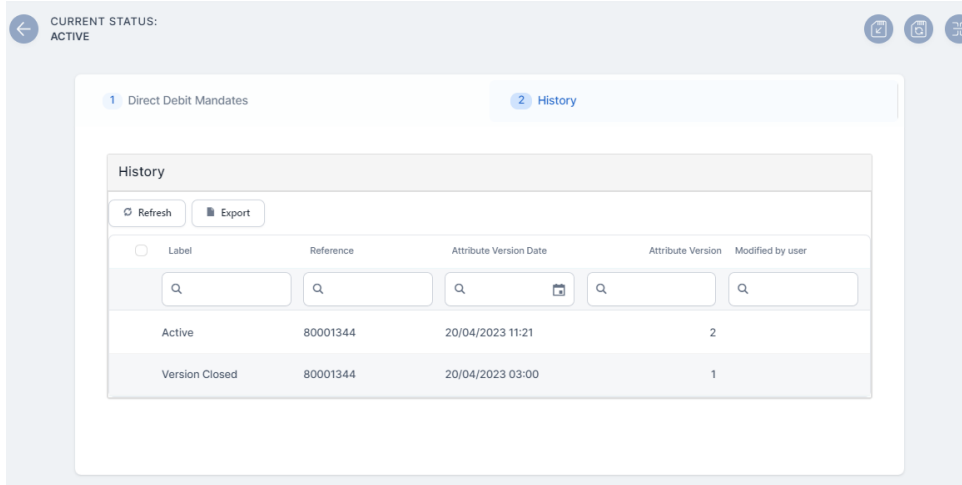 CURRENT STATUS:
ACTIVE
1 Direct Debit Mandates
2 History
History
Refresh Export
Label Reference Attribute Version Date Attribute Version Modified by user
Active 80001344 20/04/2023 11:21 2
Version Closed 80001344 20/04/2023 03:00 1